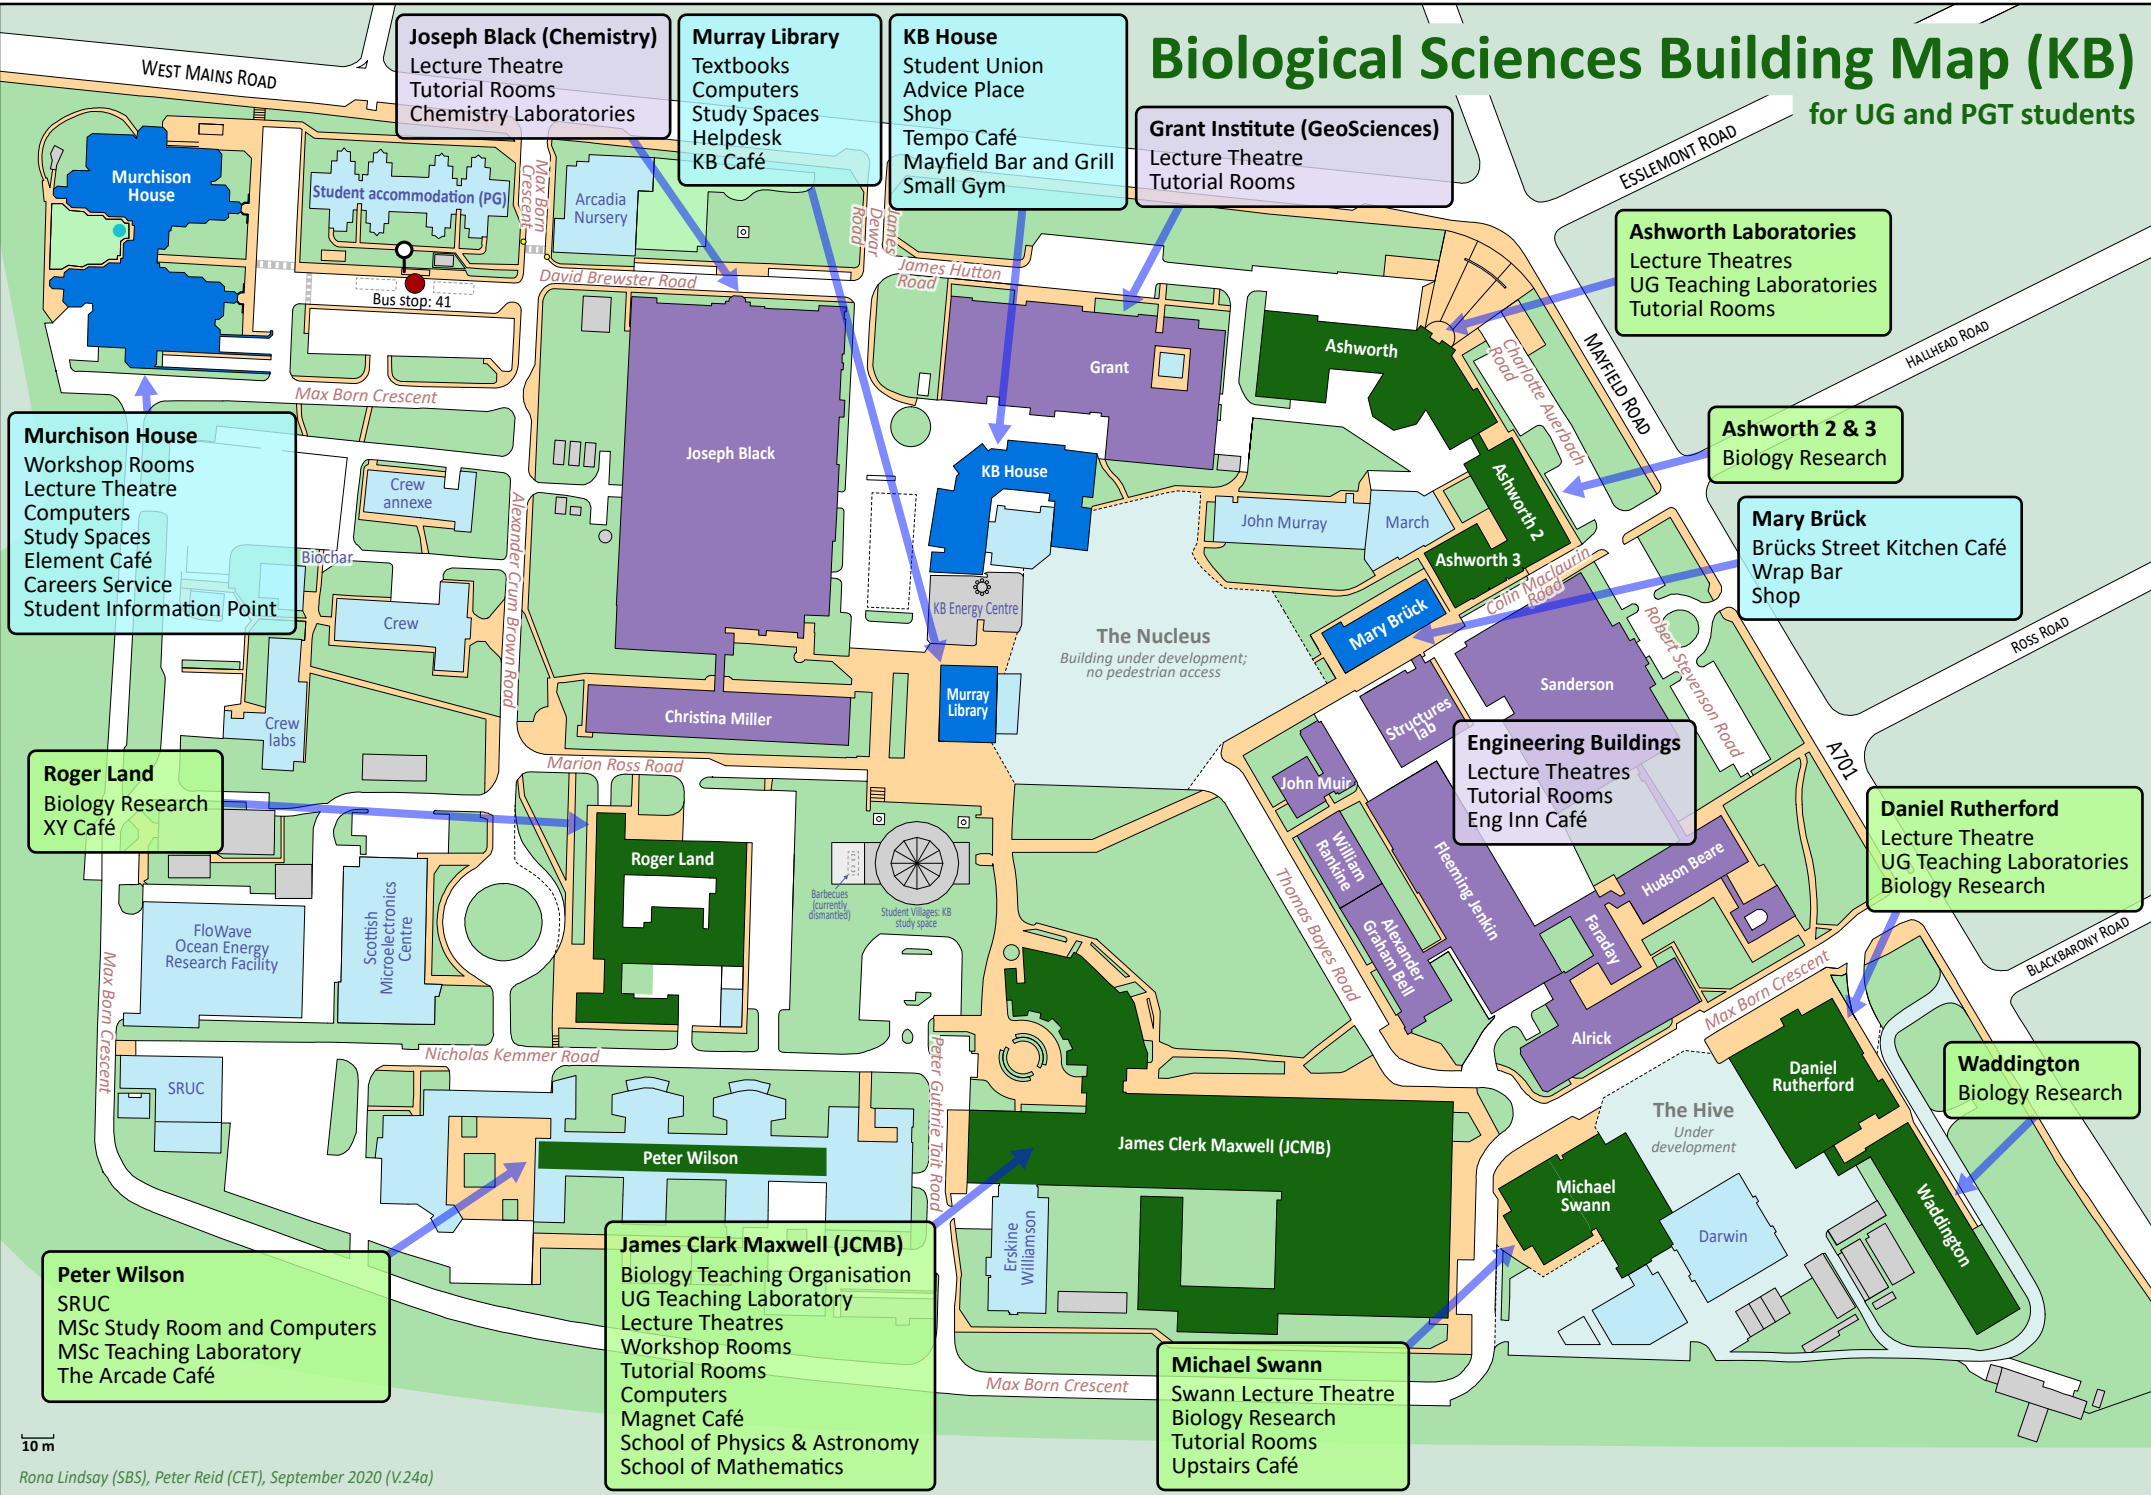 Biological Sciences Building Map (KB)
for UG and PGT students
Joseph Black (Chemistry)
Lecture Theatre
Tutorial Rooms
Chemistry Laboratories
Murray Library
Textbooks
Computers
Study Spaces
Helpdesk
KB Café
KB House
Student Union
Advice Place
Shop
Tempo Café
Mayfield Bar and Grill
Small Gym
Grant Institute (GeoSciences)
Lecture Theatre
Tutorial Rooms
Ashworth Laboratories
Lecture Theatres
UG Teaching Laboratories
Tutorial Rooms
Ashworth 2 & 3
Biology Research
Mary Brück
Brücks Street Kitchen Café
Wrap Bar
Shop
Murchison House
Workshop Rooms
Lecture Theatre
Computers
Study Spaces
Element Café
Careers Service
Student Information Point
Engineering Buildings
Lecture Theatres
Tutorial Rooms
Eng Inn Café
Roger Land
Biology Research
XY Café
Daniel Rutherford
Lecture Theatre
UG Teaching Laboratories
Biology Research
Waddington
Biology Research
Peter Wilson
SRUC
MSc Study Room and Computers
MSc Teaching Laboratory
The Arcade Café
James Clark Maxwell (JCMB)
Biology Teaching Organisation
UG Teaching Laboratory
Lecture Theatres
Workshop Rooms
Tutorial Rooms
Computers
Magnet Café
School of Physics & Astronomy
School of Mathematics
Michael Swann
Swann Lecture Theatre
Biology Research
Tutorial Rooms
Upstairs Café
WEST MAINS ROAD
ESSLEMONT ROAD
MAYFIELD ROAD
HALLHEAD ROAD
ROSS ROAD
A701
BLACKBARONY ROAD
Murchison
House
Student accommodation (PG)
Max Born
Crescent
Arcadia
Nursery
James
Dewar
Road
David Brewster Road
James Hutton
Road
Bus stop: 41
Max Born Crescent
Joseph Black
Grant
Ashworth
Charlotte Auerbach
Road
KB House
Crew
annexe
Alexander Crum Brown Road
Biochar
Crew
Crew
labs
John Murray
March
Ashworth 2
Ashworth 3
Colin Maclaurin
Road
Mary Brück
KB Energy Centre
The Nucleus
Building under development;
no pedestrian access
Robert Stevenson Road
Sanderson
Structures
lab
Murray
Library
Christina Miller
Marion Ross Road
John Muir
William
Rankine
Fleeming Jenkin
Hudson Beare
Faraday
Alexander
Graham Bell
Thomas Bayes Road
Alrick
Max Born Crescent
Roger Land
Barbecues
(currently
dismantled)
Student Villages: KB
study space
FloWave
Ocean Energy
Research Facility
Scottish
Microelectronics
Centre
Max Born Crescent
Nicholas Kemmer Road
SRUC
Peter Wilson
Peter Guthrie Tait Road
James Clerk Maxwell (JCMB)
Erskine
Williamson
Daniel
Rutherford
The Hive
Under
development
Michael
Swann
Darwin
Waddington
Max Born Crescent
10 m
Rona Lindsay (SBS), Peter Reid (CET), September 2020 (V.24a)